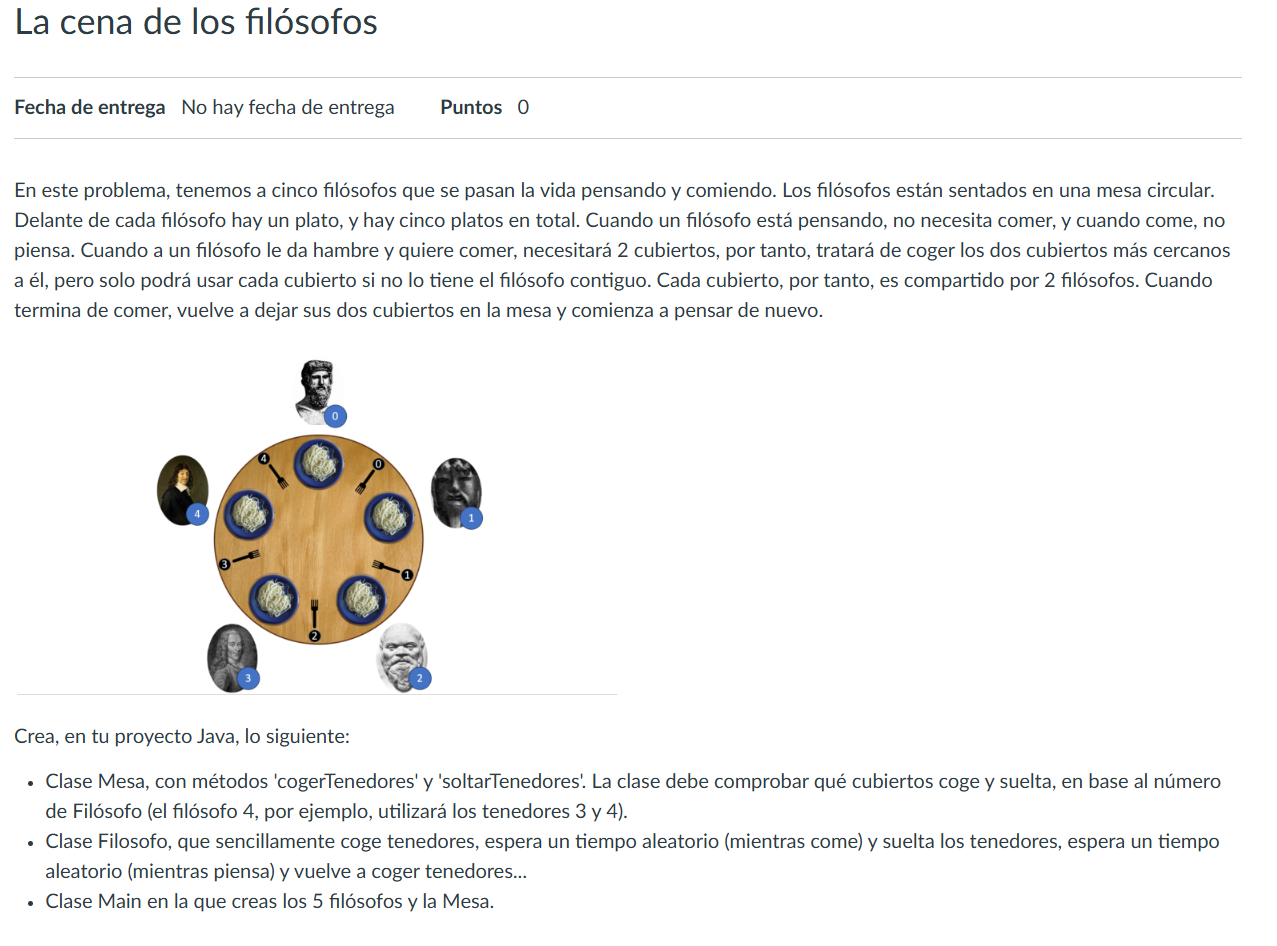 La cena de los filósofos
Fecha de entrega No hay fecha de entrega Puntos 0
En este problema, tenemos a cinco filósofos que se pasan la vida pensando y comiendo. Los filósofos están sentados en una mesa circular.
Delante de cada filósofo hay un plato, y hay cinco platos en total. Cuando un filósofo está pensando, no necesita comer, y cuando come, no
piensa. Cuando a un filósofo le da hambre y quiere comer, necesitará 2 cubiertos, por tanto, tratará de coger los dos cubiertos más cercanos
a él, pero solo podrá usar cada cubierto si no lo tiene el filósofo contiguo. Cada cubierto, por tanto, es compartido por 2 filósofos. Cuando
termina de comer, vuelve a dejar sus dos cubiertos en la mesa y comienza a pensar de nuevo.
0
4
0
4
1
3
1
2
3
2
Crea, en tu proyecto Java, lo siguiente:
• Clase Mesa, con métodos 'cogerTenedores' y 'soltarTenedores'. La clase debe comprobar qué cubiertos coge y suelta, en base al número
de Filósofo (el filósofo 4, por ejemplo, utilizará los tenedores 3 y 4).
• Clase Filosofo, que sencillamente coge tenedores, espera un tiempo aleatorio (mientras come) y suelta los tenedores, espera un tiempo
aleatorio (mientras piensa) y vuelve a coger tenedores...
• Clase Main en la que creas los 5 filósofos y la Mesa.